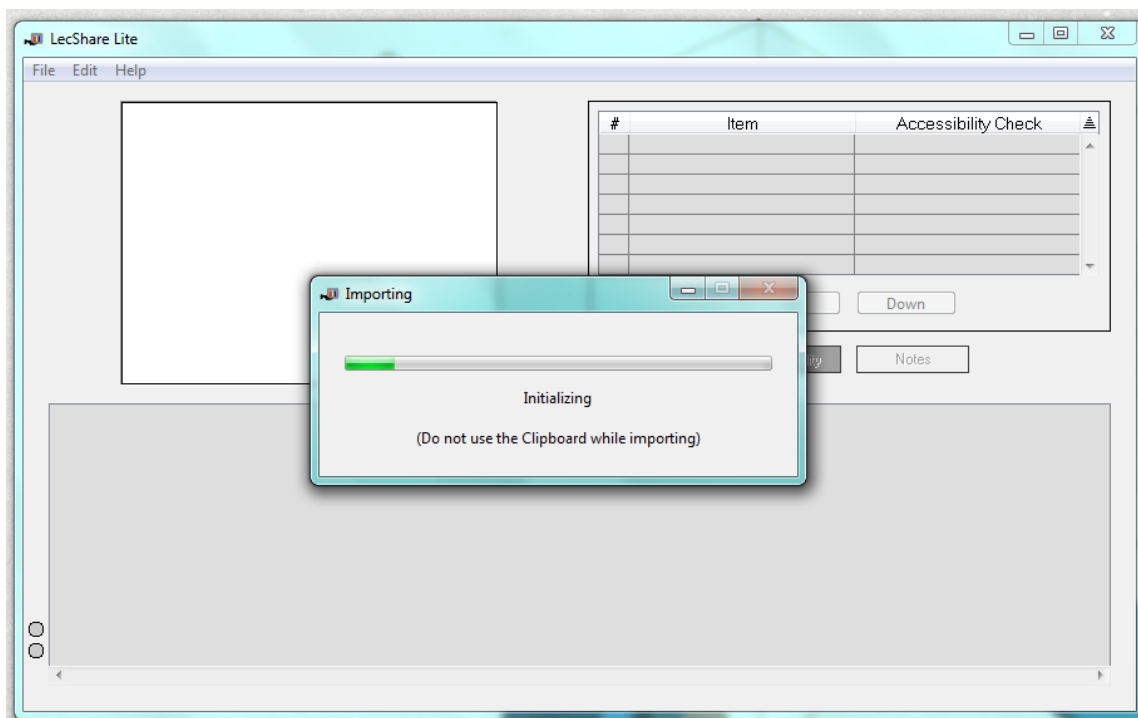 LecShare Lite
File Edit Help
# Item Accessibility Check
Importing
Down
Notes
Initializing
(Do not use the Clipboard while importing)